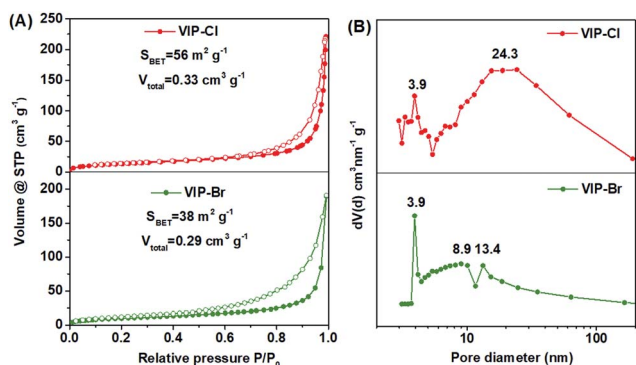 (A)
VIP-Cl
S_BET=56 m² g⁻¹
V_total=0.33 cm³ g⁻¹
250
200
150
100
50
0
VIP-Br
S_BET=38 m² g⁻¹
V_total=0.29 cm³ g⁻¹
200
150
100
50
0
Volume @ STP (cm³ g⁻¹)
0.0 0.2 0.4 0.6 0.8 1.0
Relative pressure P/P₀
(B)
VIP-Cl
3.9
24.3
VIP-Br
3.9
8.9
13.4
dV(d) cm³nm⁻¹ g⁻¹
10 100
Pore diameter (nm)